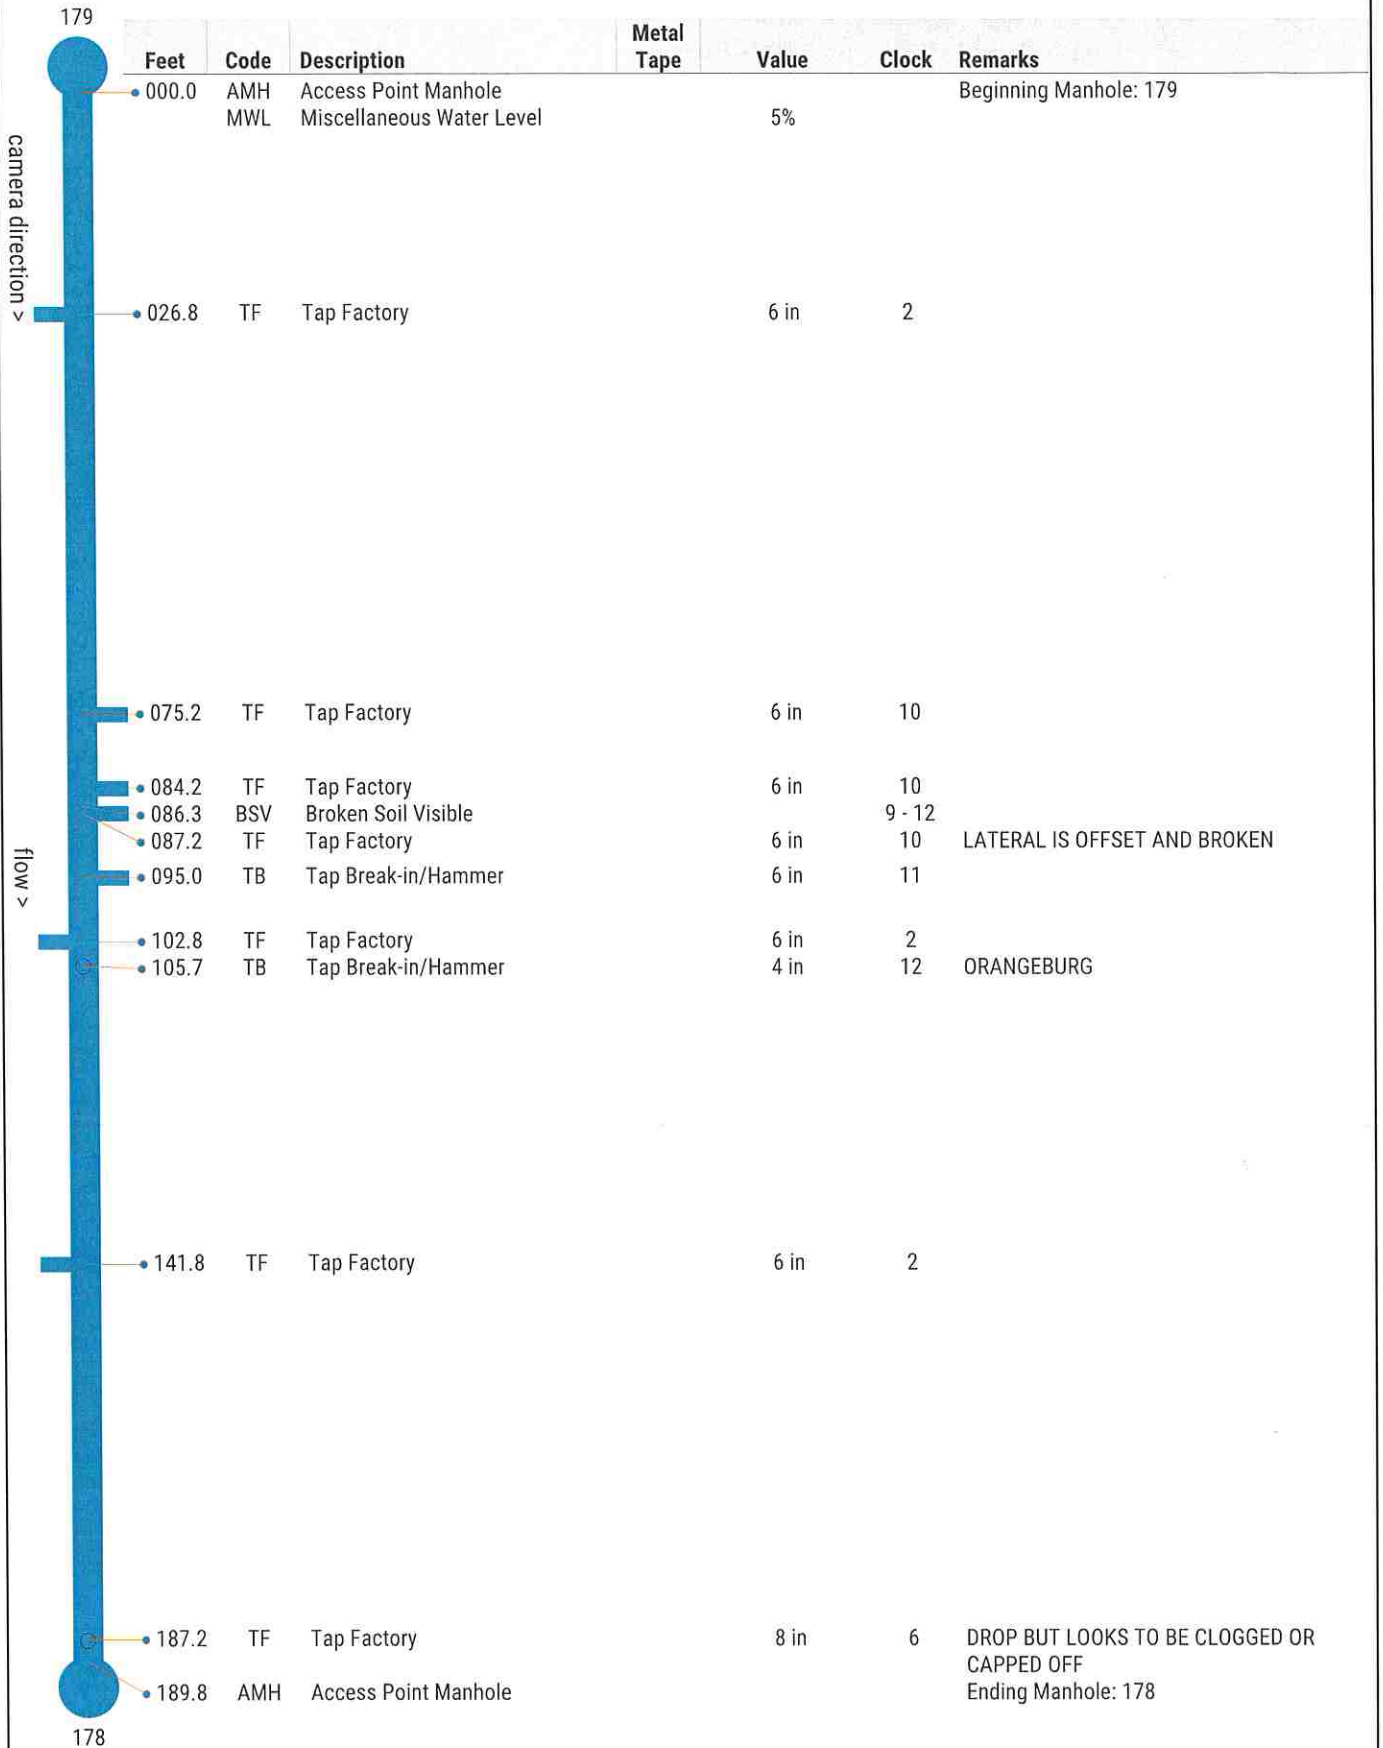 179
Metal
Feet Code Description Tape Value Clock Remarks
000.0 AMH Access Point Manhole Beginning Manhole: 179
MWL Miscellaneous Water Level 5%
camera direction >
026.8 TF Tap Factory 6 in 2
075.2 TF Tap Factory 6 in 10
084.2 TF Tap Factory 6 in 10
086.3 BSV Broken Soil Visible 9 - 12
087.2 TF Tap Factory 6 in 10 LATERAL IS OFFSET AND BROKEN
flow >
095.0 TB Tap Break-in/Hammer 6 in 11
102.8 TF Tap Factory 6 in 2
105.7 TB Tap Break-in/Hammer 4 in 12 ORANGEBURG
141.8 TF Tap Factory 6 in 2
187.2 TF Tap Factory 8 in 6 DROP BUT LOOKS TO BE CLOGGED OR
CAPPED OFF
189.8 AMH Access Point Manhole Ending Manhole: 178
178